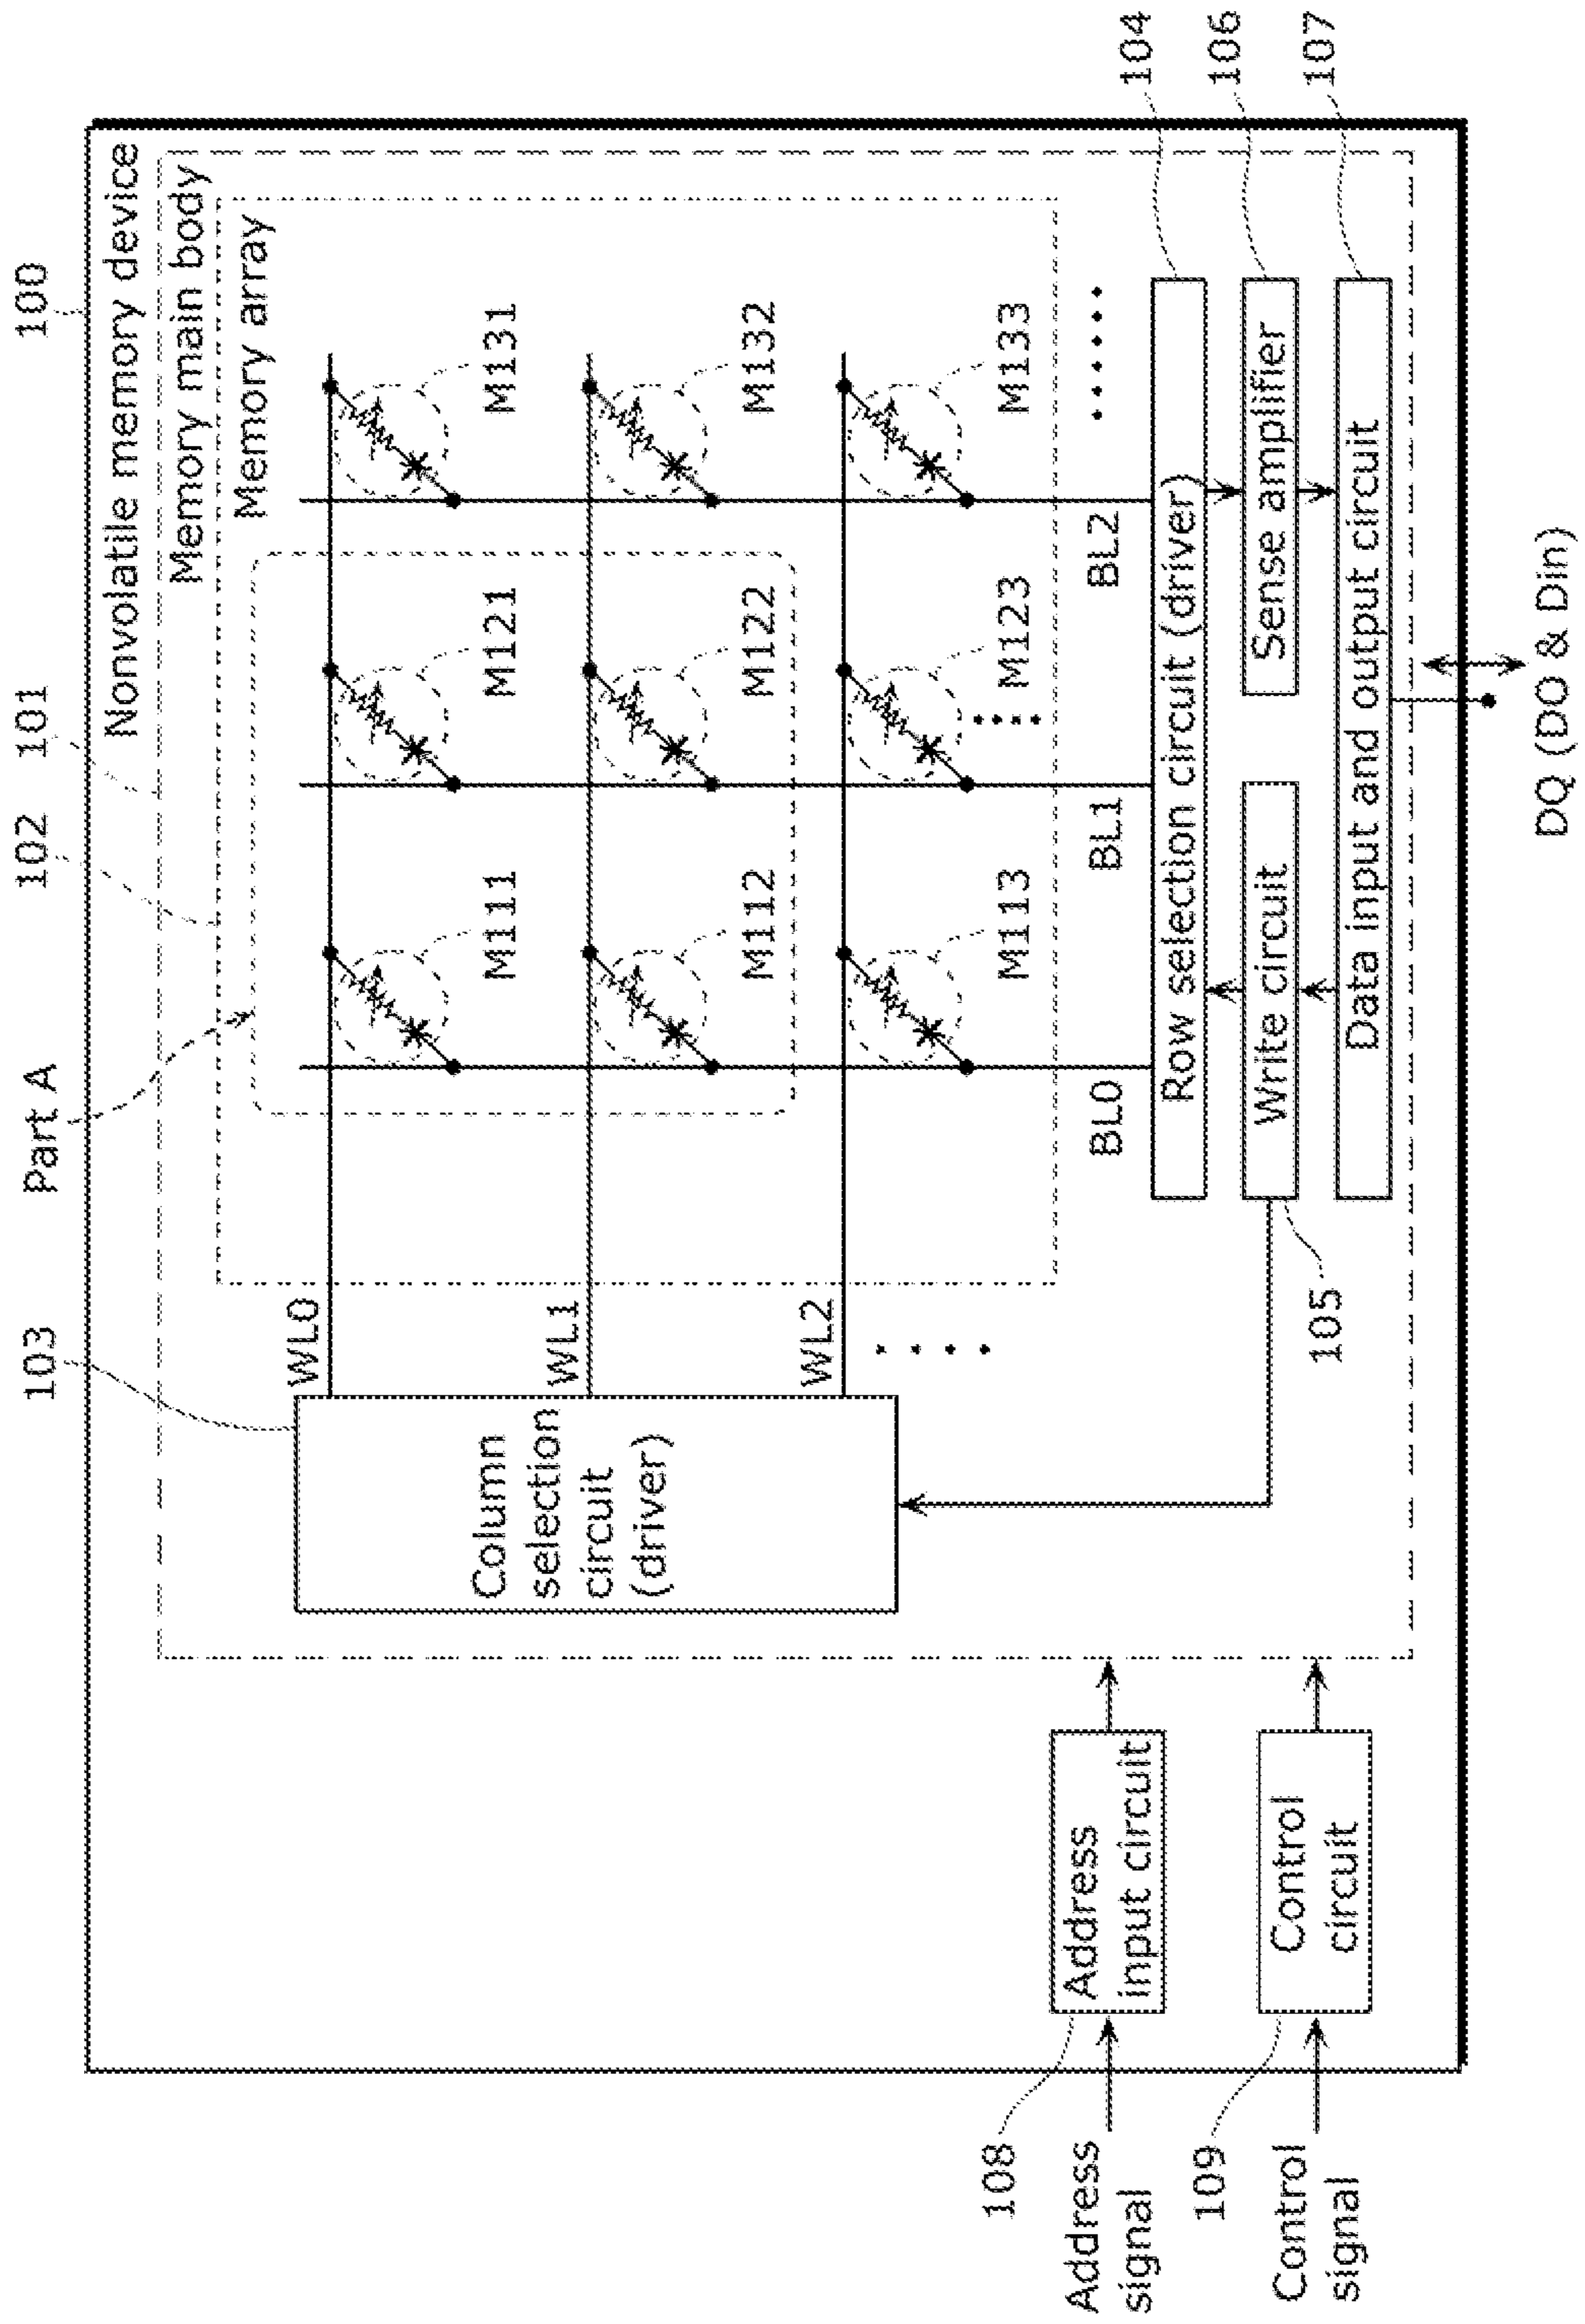 100
101
102
Part A
103
Nonvolatile memory device
Memory main body
Memory array
WL0
M111
M121
M131
Column
selection
circuit
(driver)
WL1
M112
M122
M132
WL2
M113
M123
M133
BL0
BL1
BL2
Row selection circuit (driver)
104
Write circuit
Sense amplifier
106
105
Data input and output circuit
107
DQ (DO & Din)
108
Address
input circuit
Address
signal
109
Control
circuit
Control
signal